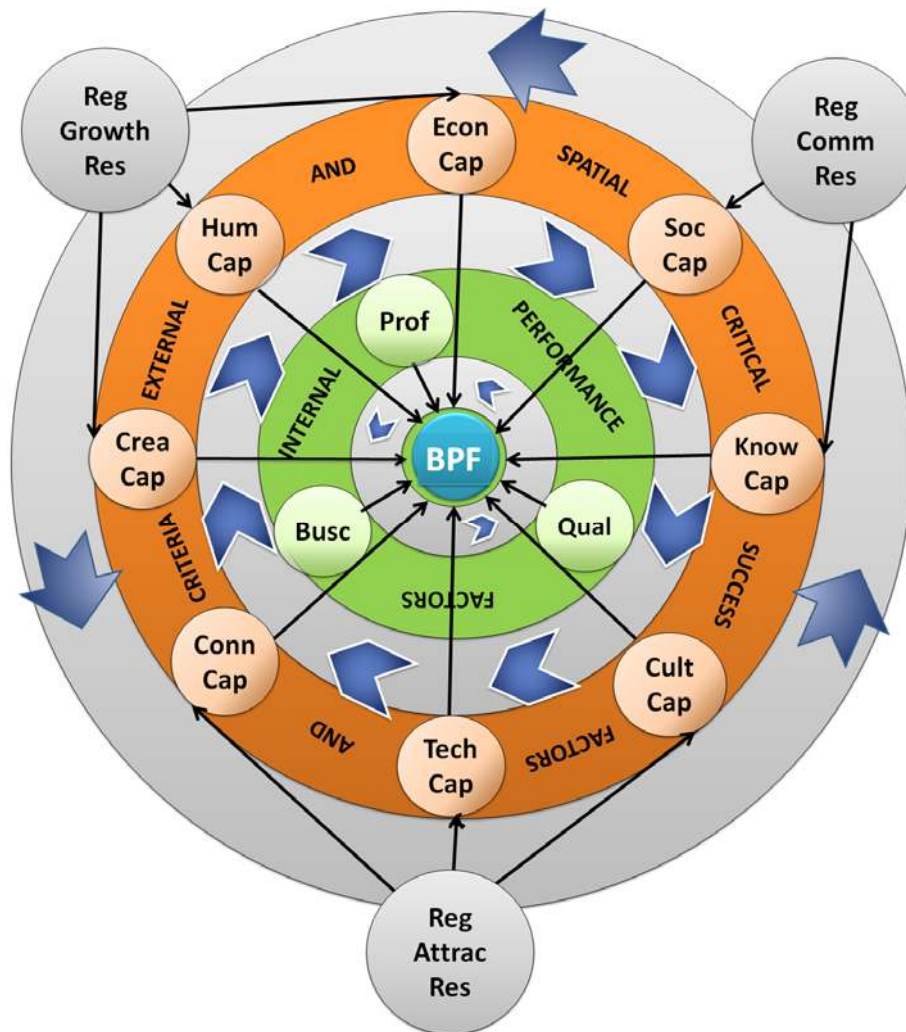 Reg
Growth
Res
Reg
Comm
Res
Econ
Cap
AND
SPATIAL
Hum
Cap
Soc
Cap
EXTERNAL
CRITICAL
Prof
INTERNAL
PERFORMANCE
Crea
Cap
BPF
Know
Cap
Busc
Qual
CRITERIA
FACTORS
SUCCESS
Conn
Cap
Cult
Cap
AND
Tech
Cap
FACTORS
Reg
Attrac
Res